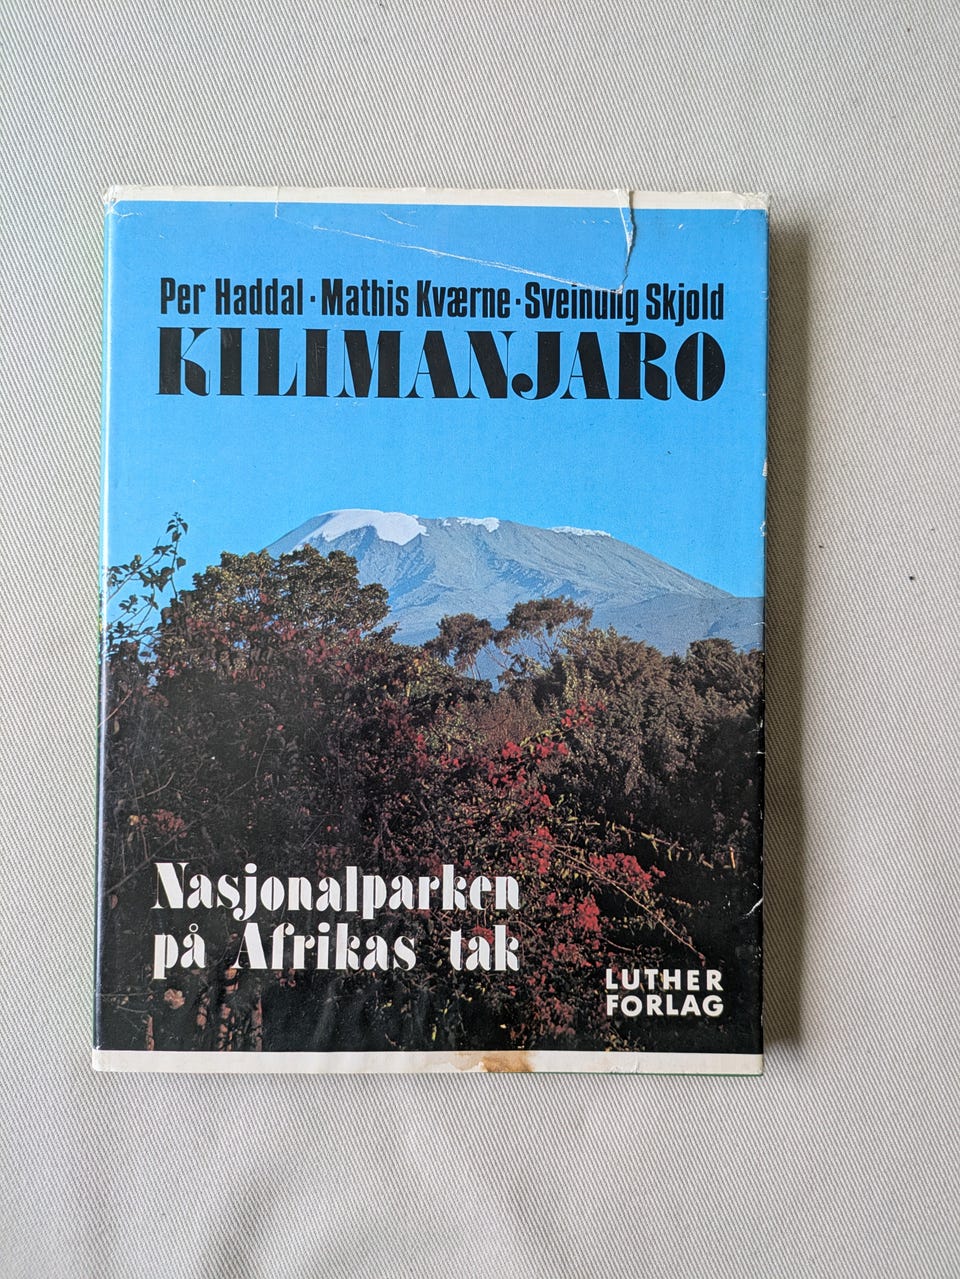 Per Haddal · Mathis Kværne · Sveinung Skjold
KILIMANJARO
Nasjonalparken
på Afrikas tak
LUTHER
FORLAG